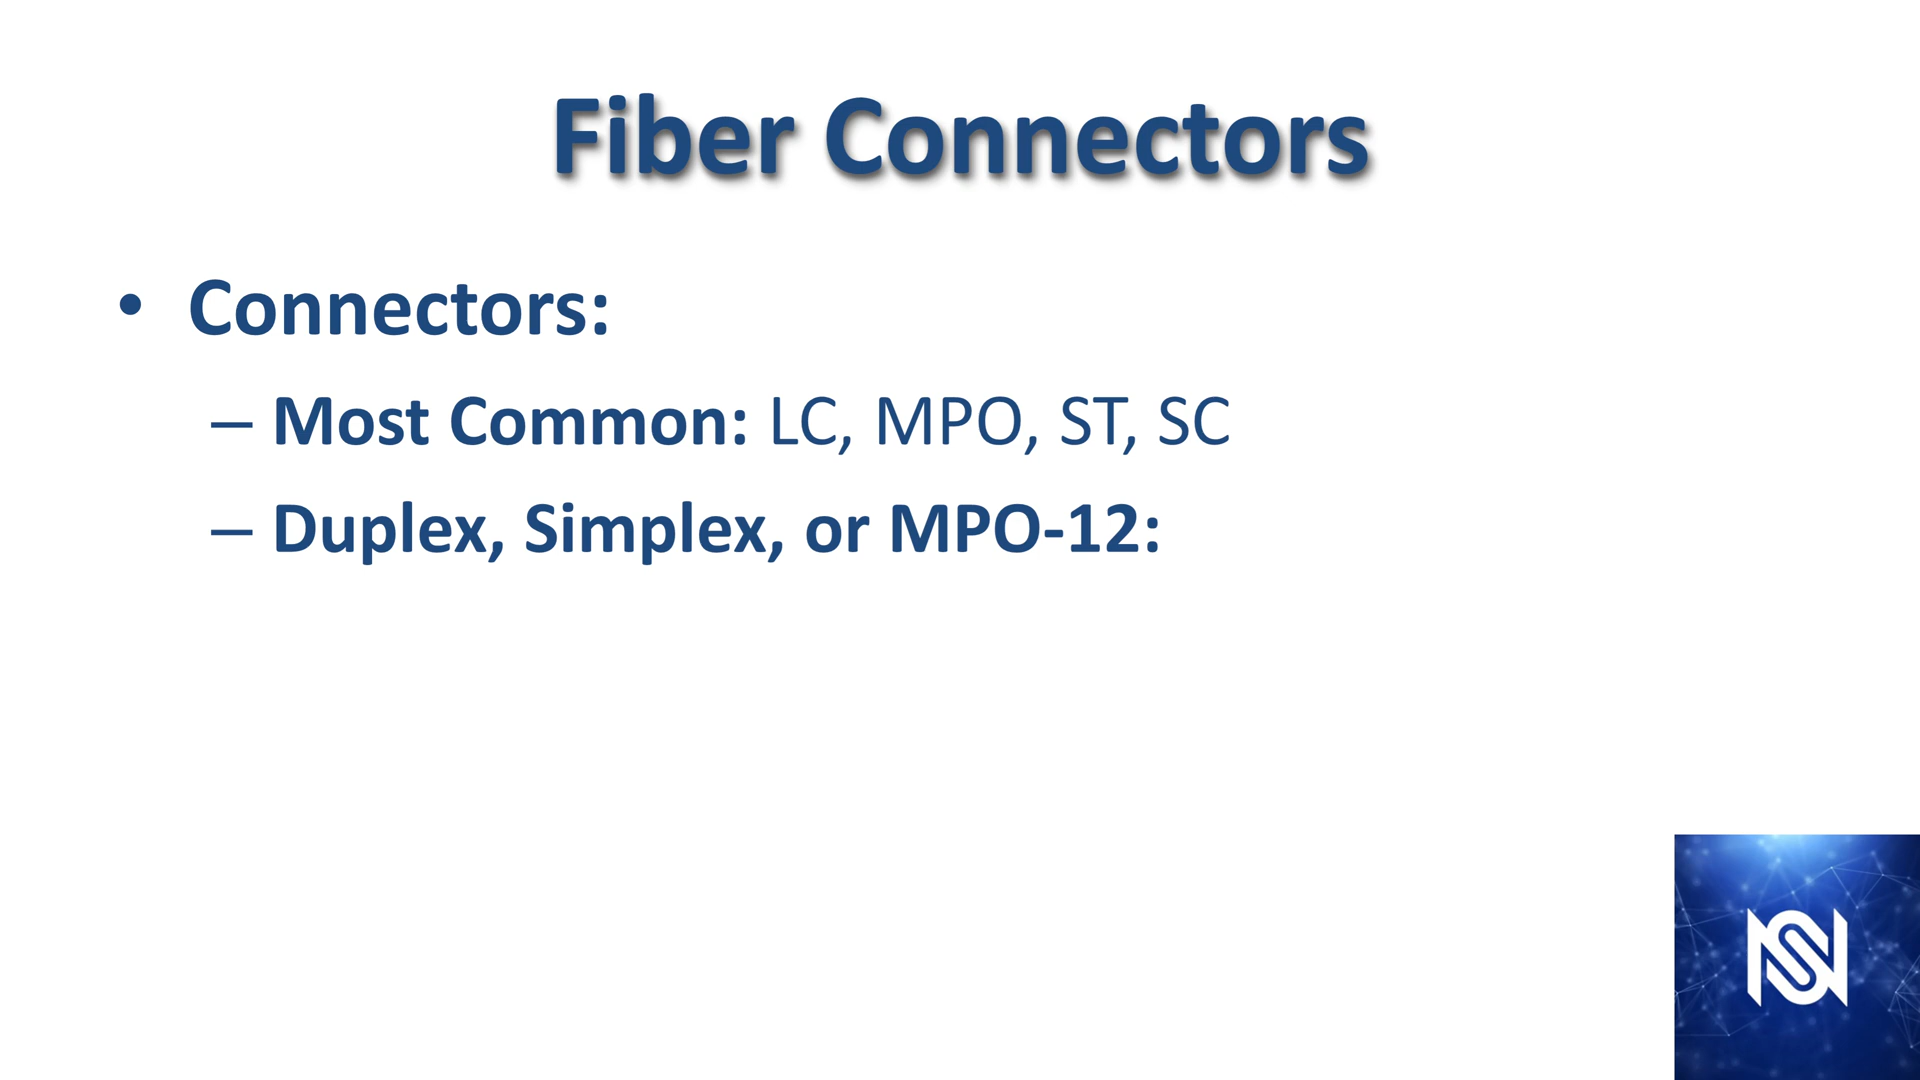 Fiber Connectors
• Connectors:
– Most Common: LC, MPO, ST, SC
– Duplex, Simplex, or MPO-12: